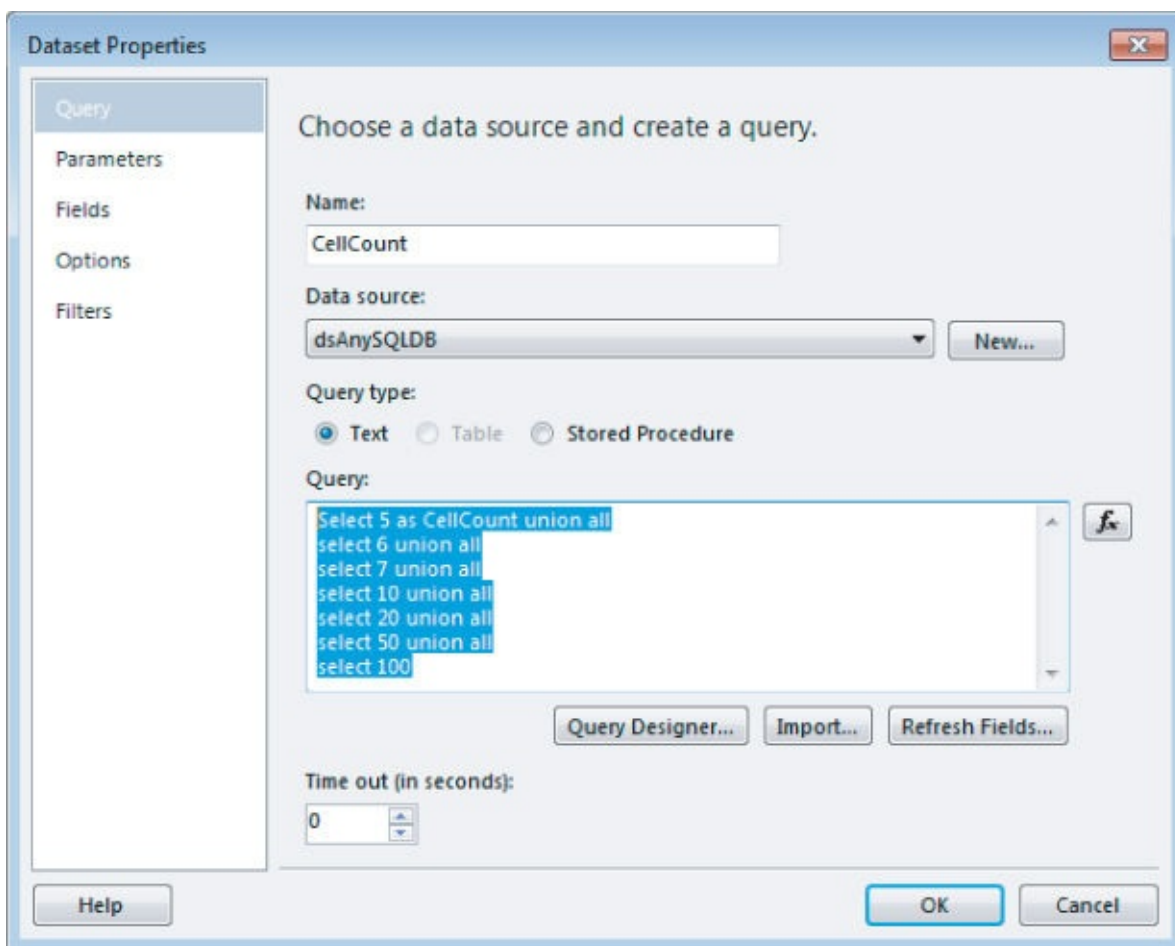 Dataset Properties
Query
Parameters
Fields
Options
Filters
Choose a data source and create a query.
Name:
CellCount
Data source:
dsAnySQLDB
New...
Query type:
Text Table Stored Procedure
Query:
Select 5 as CellCount union all
select 6 union all
select 7 union all
select 10 union all
select 20 union all
select 50 union all
select 100
fx
Query Designer... Import... Refresh Fields...
Time out (in seconds):
0
Help OK Cancel